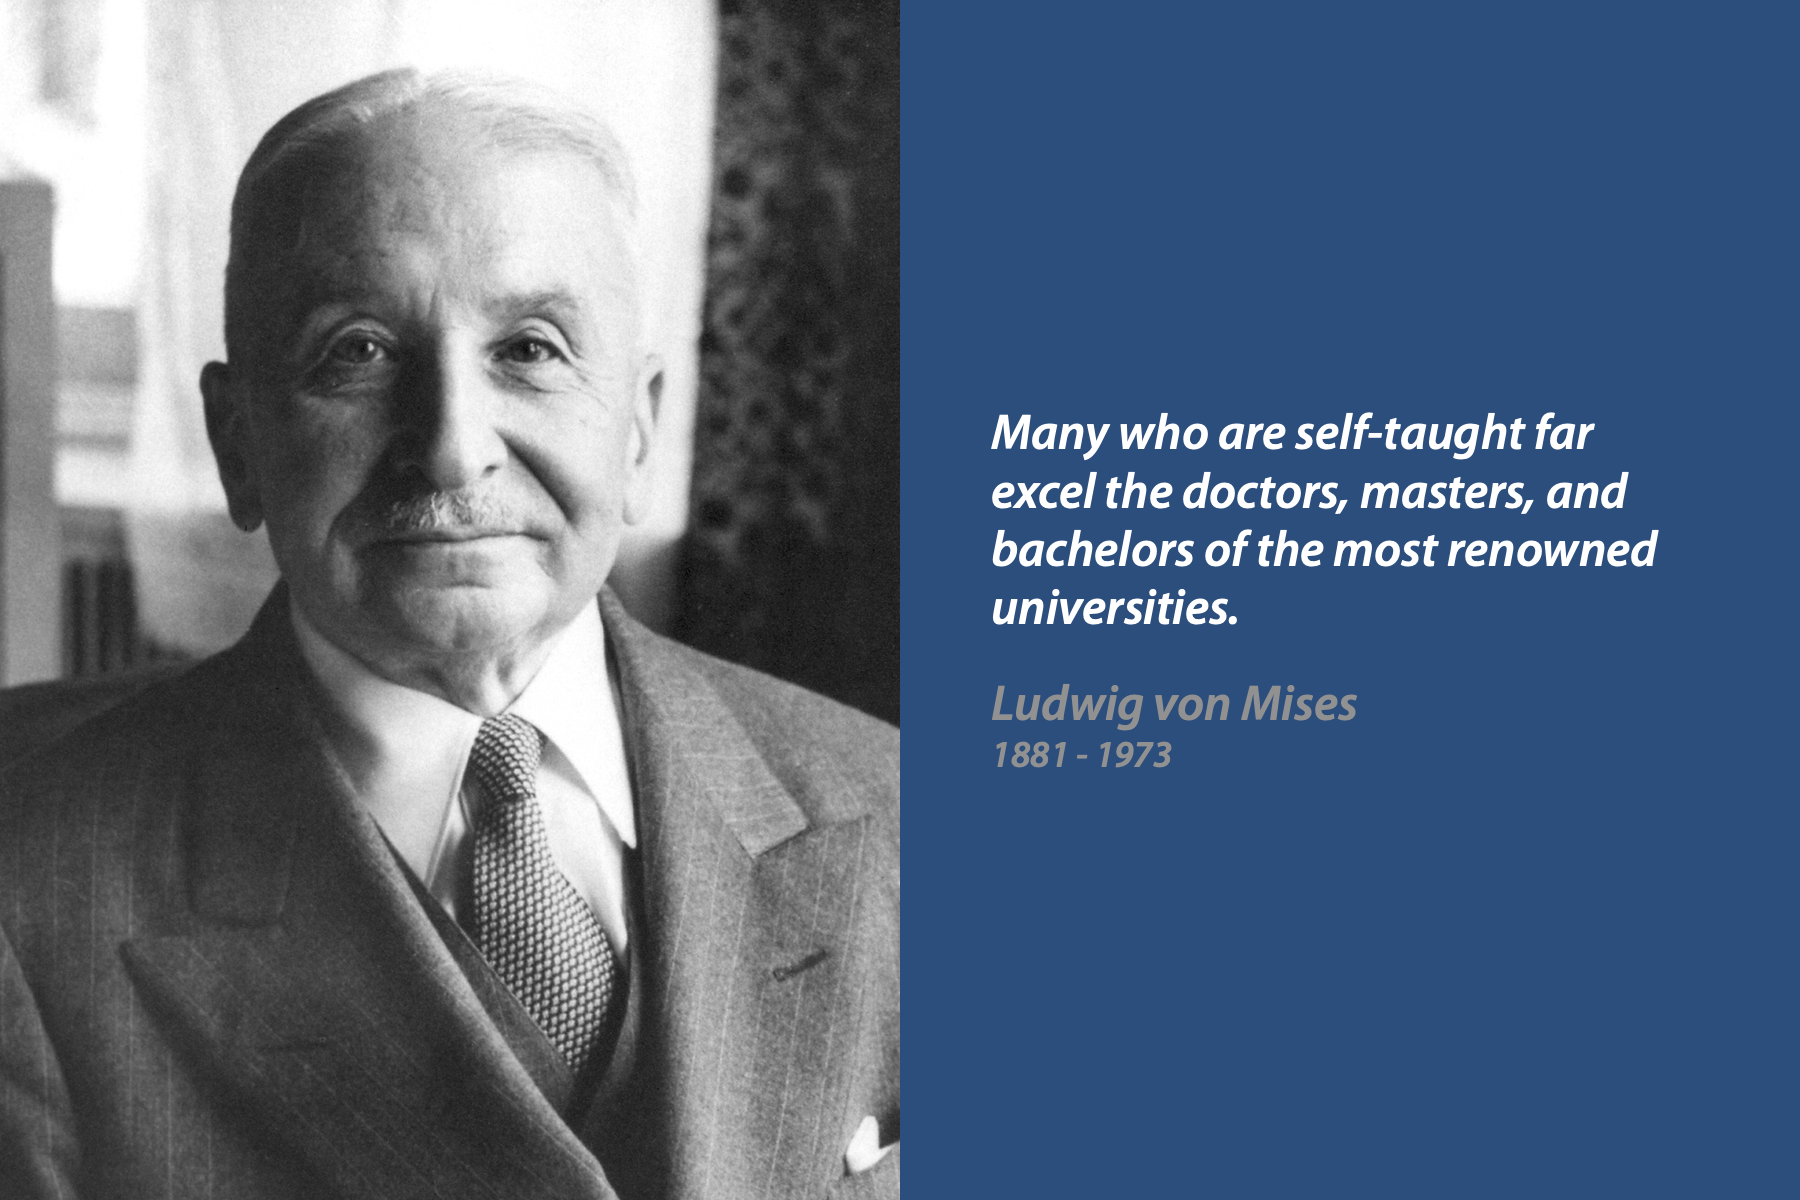 Many who are self-taught far
excel the doctors, masters, and
bachelors of the most renowned
universities.
Ludwig von Mises
1881 - 1973